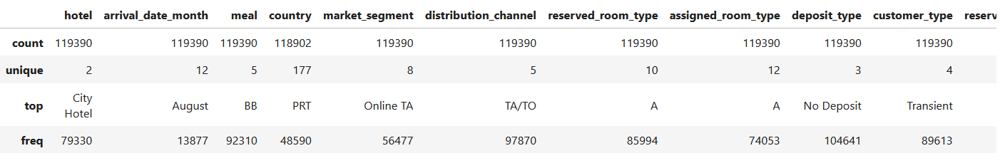 hotel arrival_date_month meal country market_segment distribution_channel reserved_room_type assigned_room_type deposit_type customer_type reserv
count 119390 119390 119390 118902 119390 119390 119390 119390 119390 119390
unique 2 12 5 177 8 5 10 12 3 4
top City Hotel August BB PRT Online TA TA/TO A A No Deposit Transient
freq 79330 13877 92310 48590 56477 97870 85994 74053 104641 89613